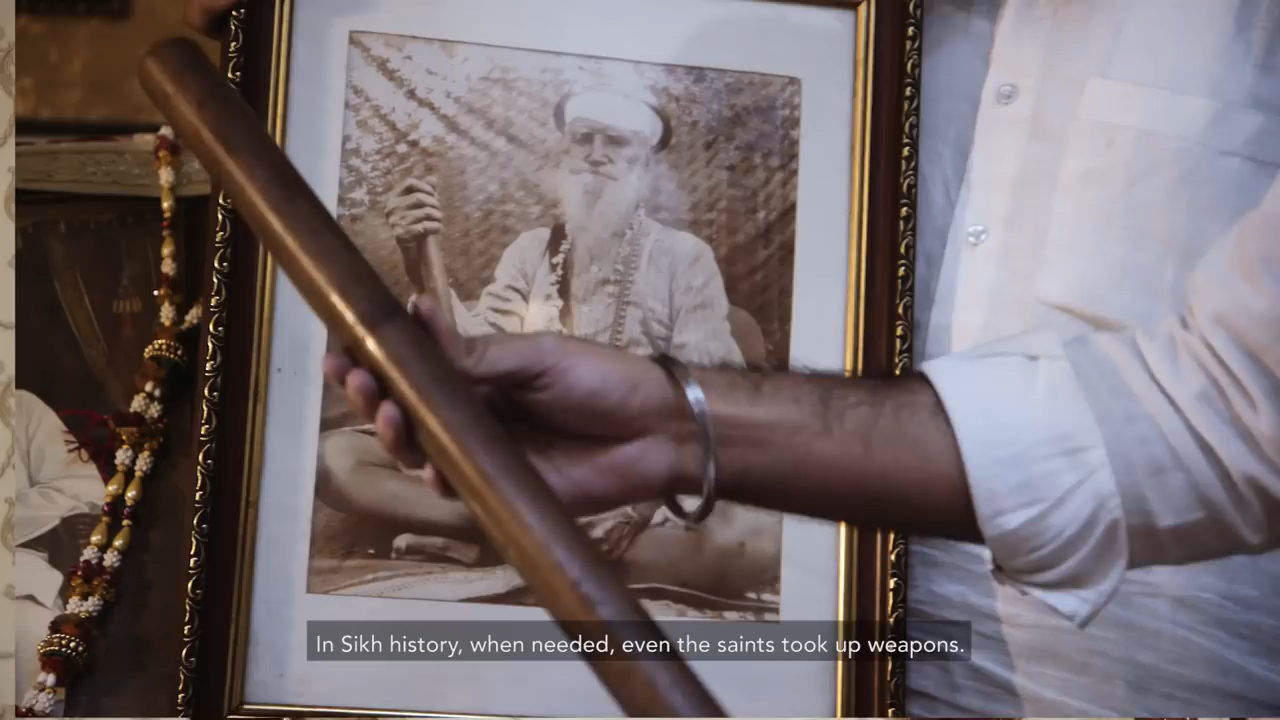 In Sikh history, when needed, even the saints took up weapons.